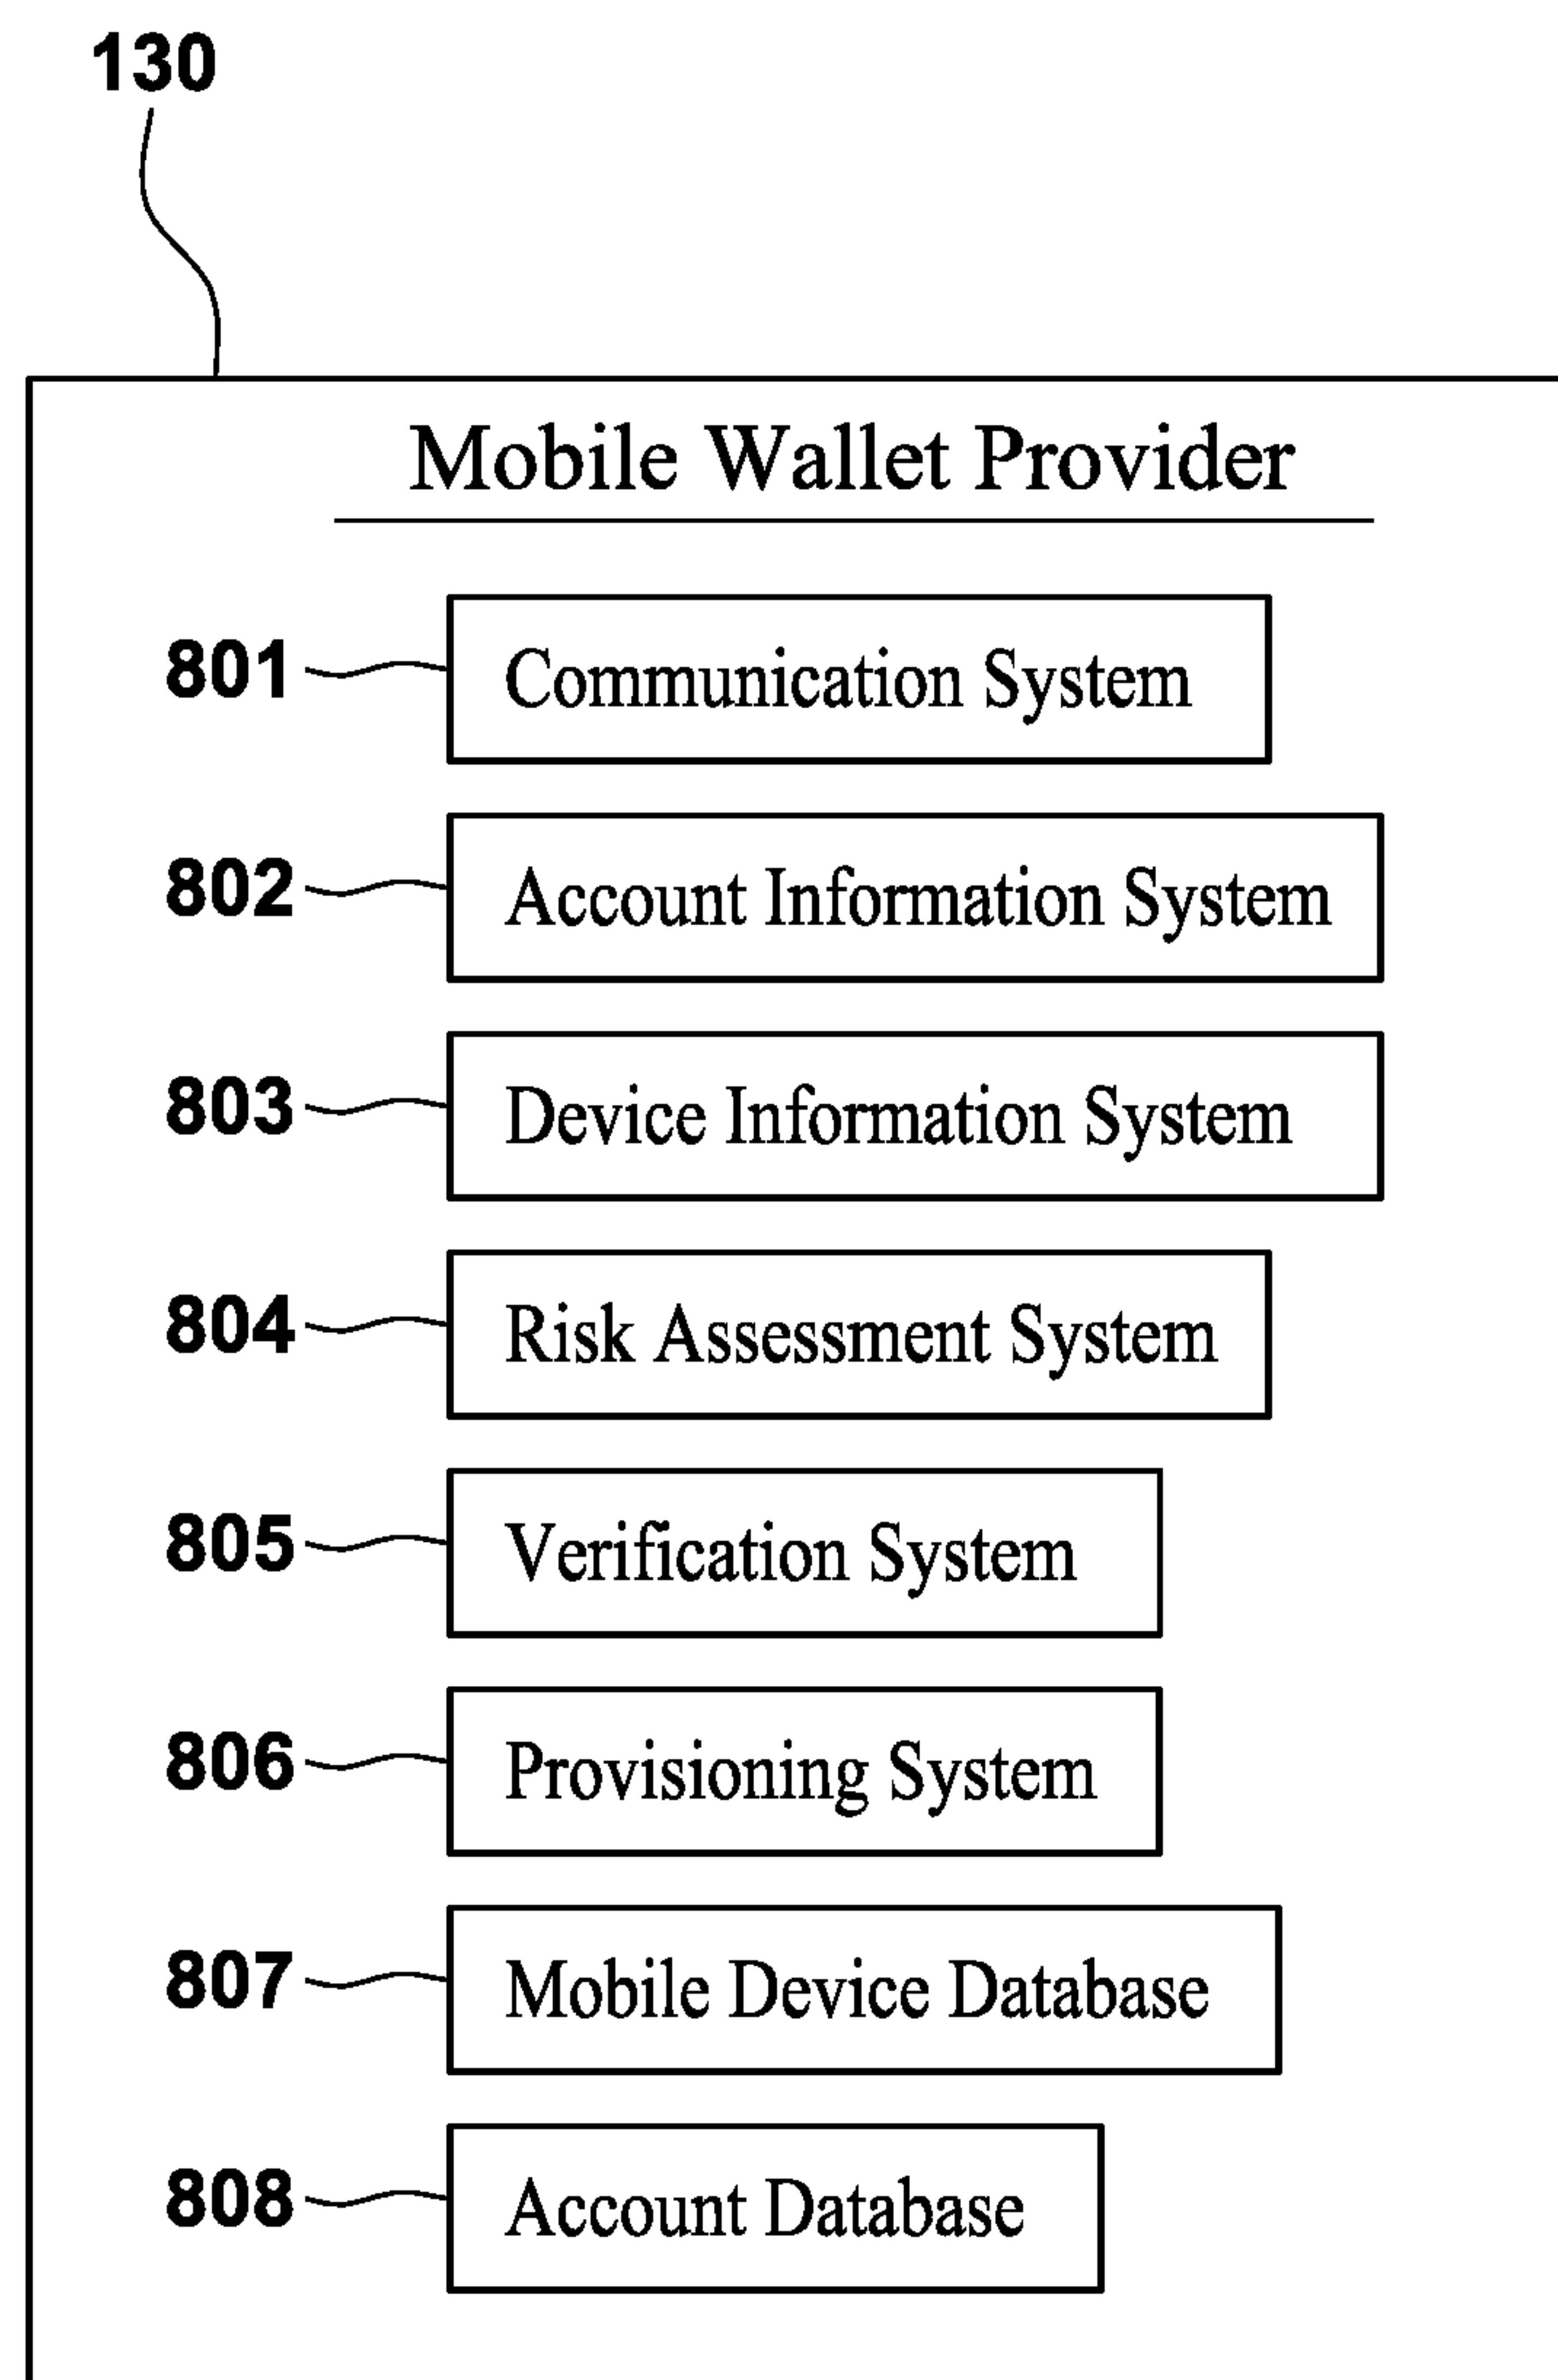 130
Mobile Wallet Provider
801 Communication System
802 Account Information System
803 Device Information System
804 Risk Assessment System
805 Verification System
806 Provisioning System
807 Mobile Device Database
808 Account Database